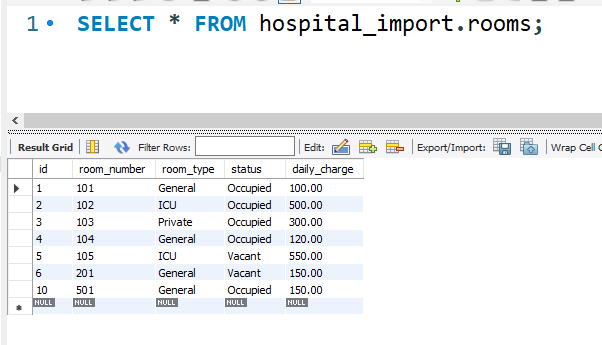 1 SELECT * FROM hospital_import.rooms;
Result Grid Filter Rows: Edit: Export/Import: Wrap Cell C
id room_number room_type status daily_charge
1 101 General Occupied 100.00
2 102 ICU Occupied 500.00
3 103 Private Occupied 300.00
4 104 General Occupied 120.00
5 105 ICU Vacant 550.00
6 201 General Vacant 150.00
10 501 General Occupied 150.00
NULL NULL NULL NULL NULL